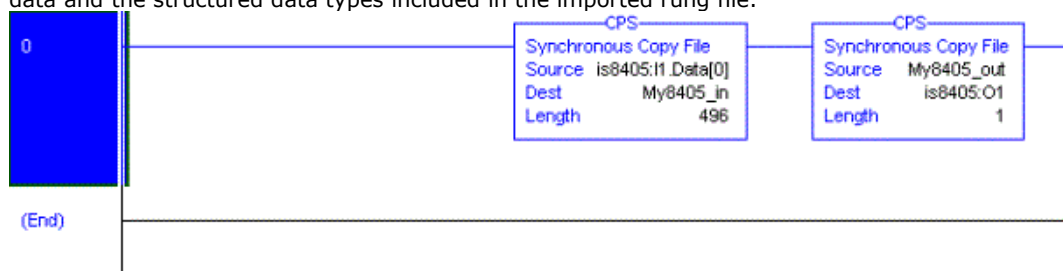 data and the structured data types included in the imported rung file.
0
CPS
Synchronous Copy File
Source is8405:I1.Data[0]
Dest My8405_in
Length 496
CPS
Synchronous Copy File
Source My8405_out
Dest is8405:O1
Length 1
(End)